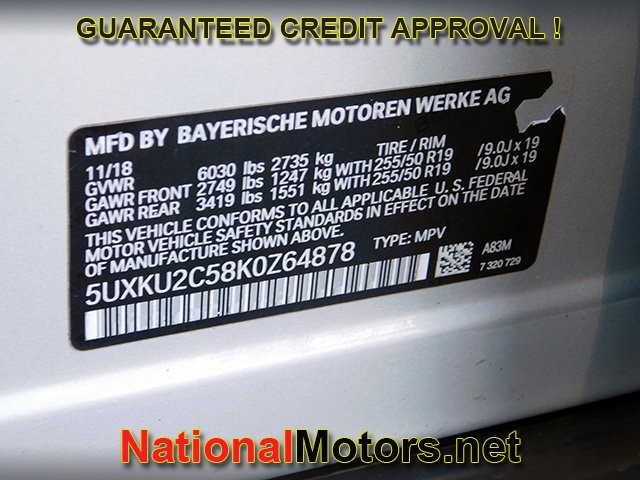 GUARANTEED CREDIT APPROVAL !
MFD BY BAYERISCHE MOTOREN WERKE AG
11/18 TIRE / RIM
GVWR 6030 lbs 2735 kg
GAWR FRONT 2749 lbs 1247 kg WITH 255/50 R19 / 9.0J x 19
GAWR REAR 3419 lbs 1551 kg WITH 255/50 R19 / 9.0J x 19
THIS VEHICLE CONFORMS TO ALL APPLICABLE U. S. FEDERAL
MOTOR VEHICLE SAFETY STANDARDS IN EFFECT ON THE DATE
OF MANUFACTURE SHOWN ABOVE.
5UXKU2C58K0Z64878 TYPE: MPV A83M
7 320 729
NationalMotors.net